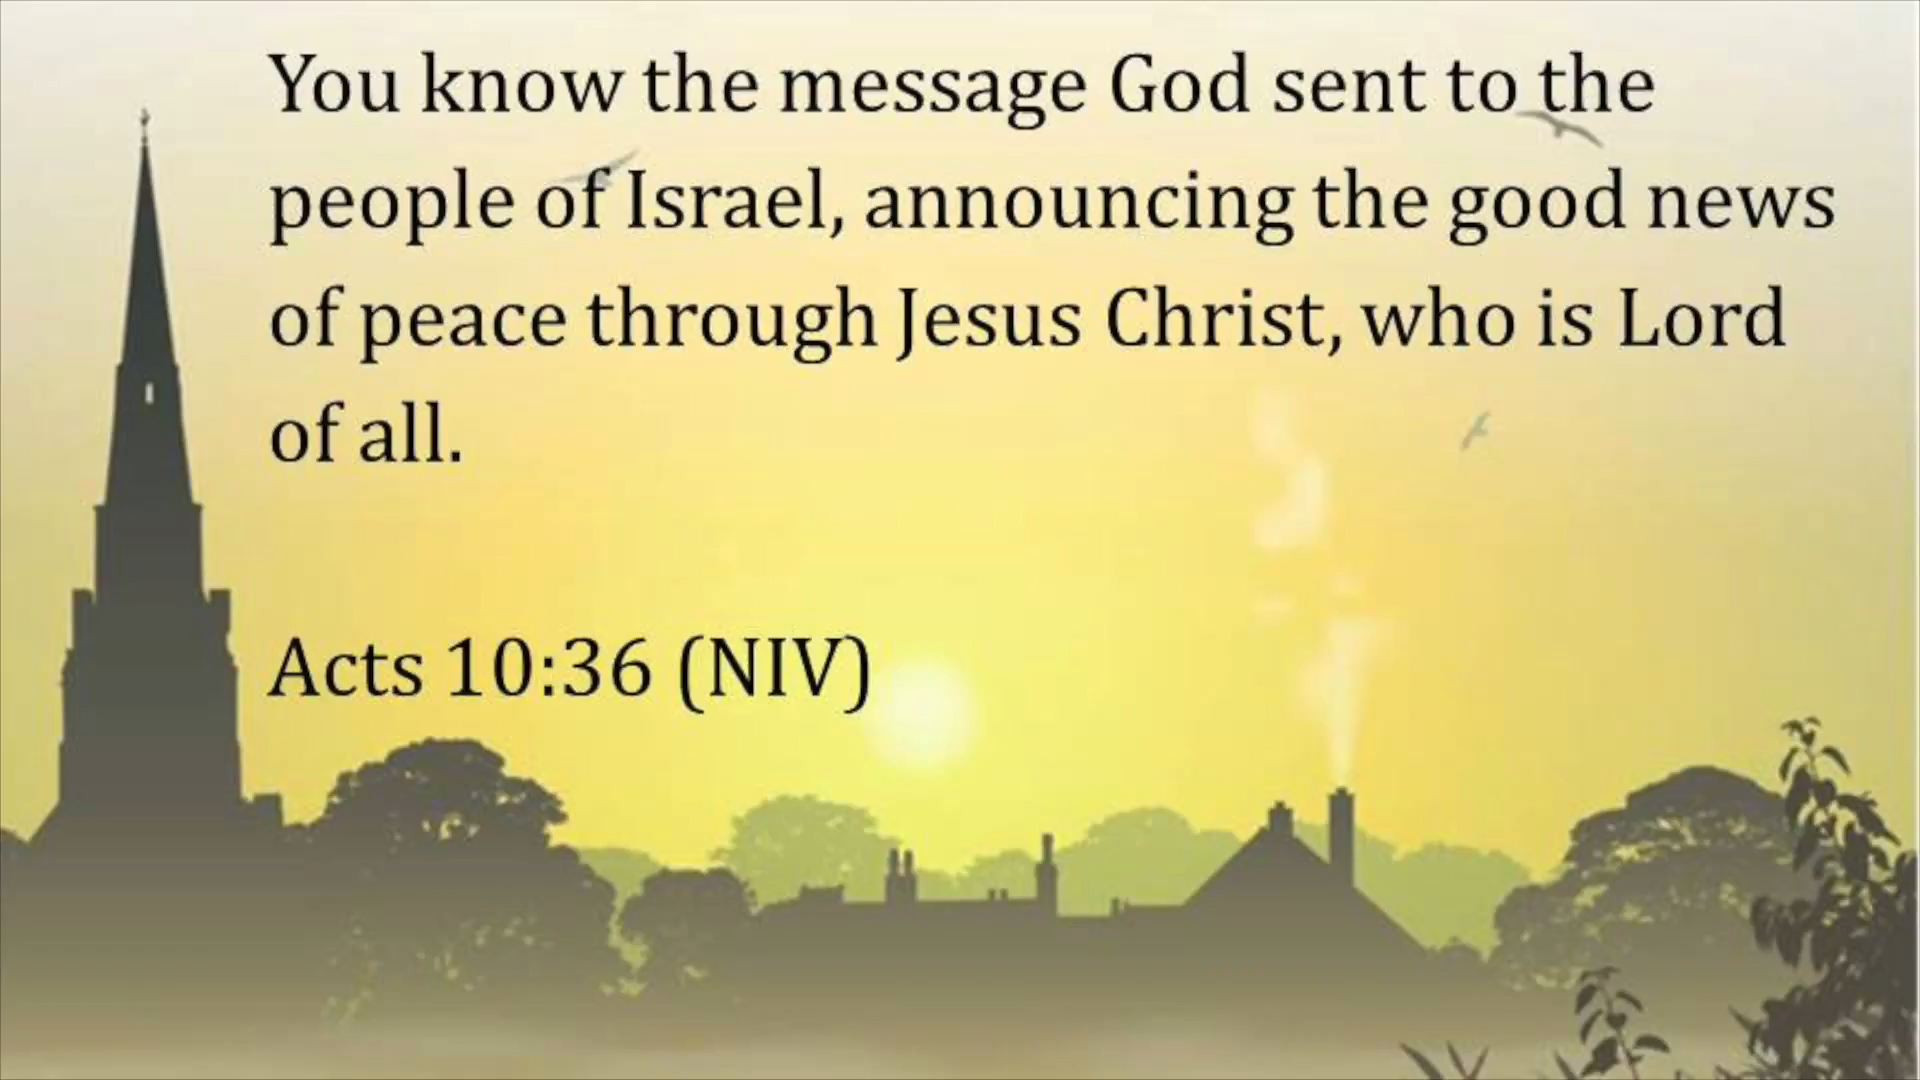 You know the message God sent to the
people of Israel, announcing the good news
of peace through Jesus Christ, who is Lord
of all.
Acts 10:36 (NIV)